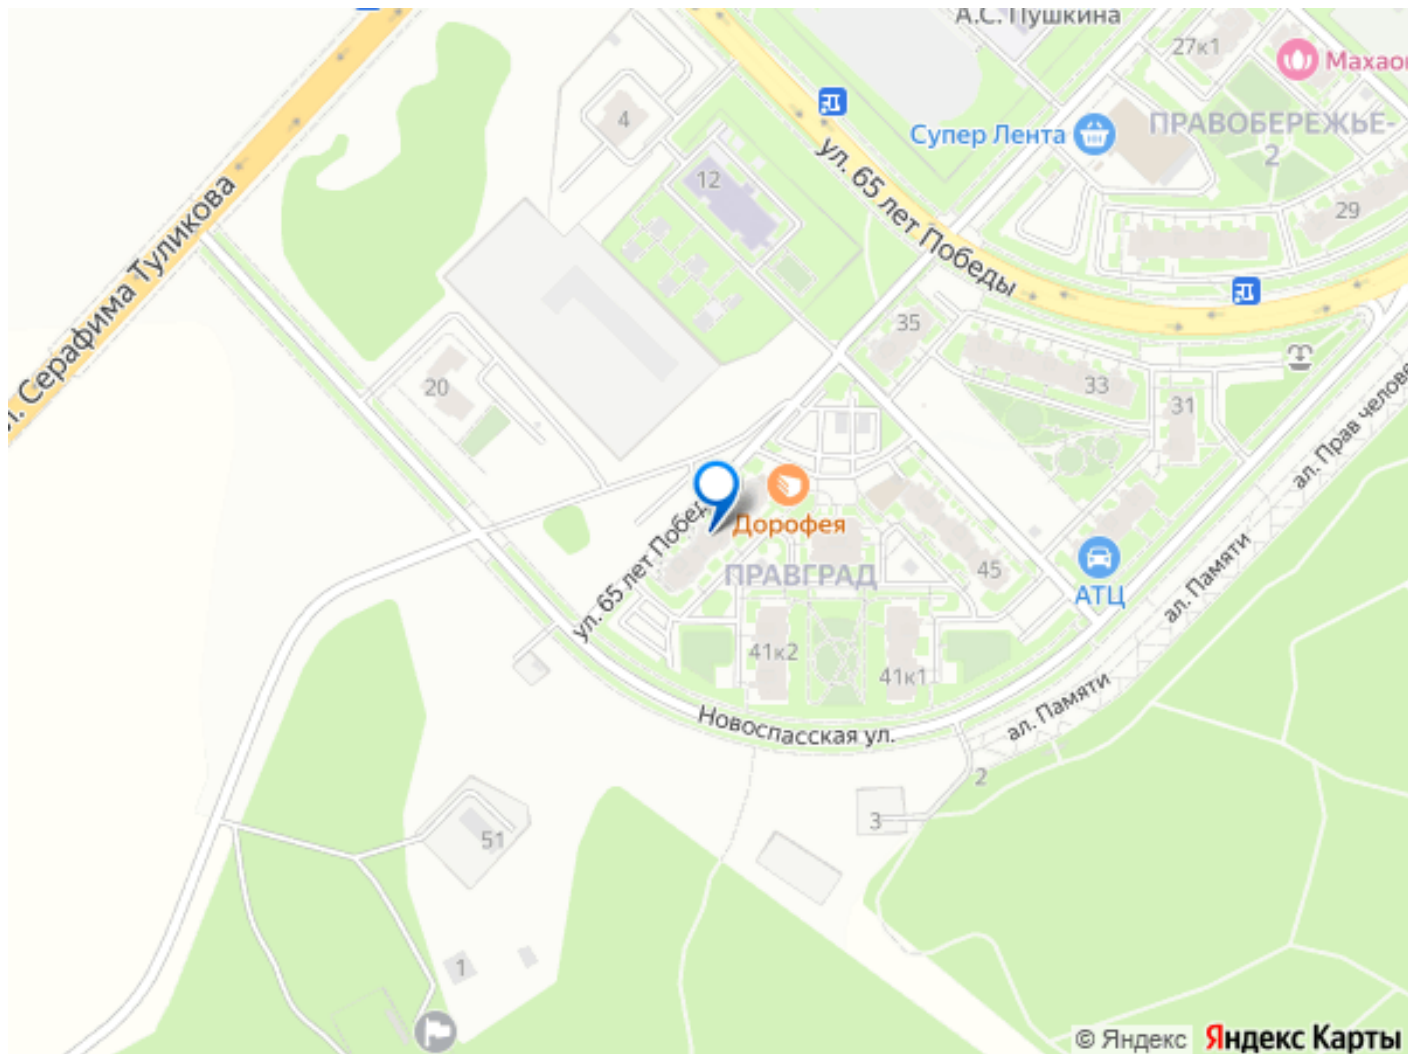 А.С. Пушкина
27к1
Махаон
4
Супер Лента
ПРАВОБЕРЕЖЬЕ-
2
12
29
ул. 65 лет Победы
ул. Серафима Туликова
35
20
33
31
ал. Прав челове
ул. 65 лет Победы
Дорофея
ПРАВГРАД
45
АТЦ
ал. Памяти
41к2
41к1
Новоспасская ул.
ал. Памяти
2
3
51
1
© Яндекс Яндекс Карты